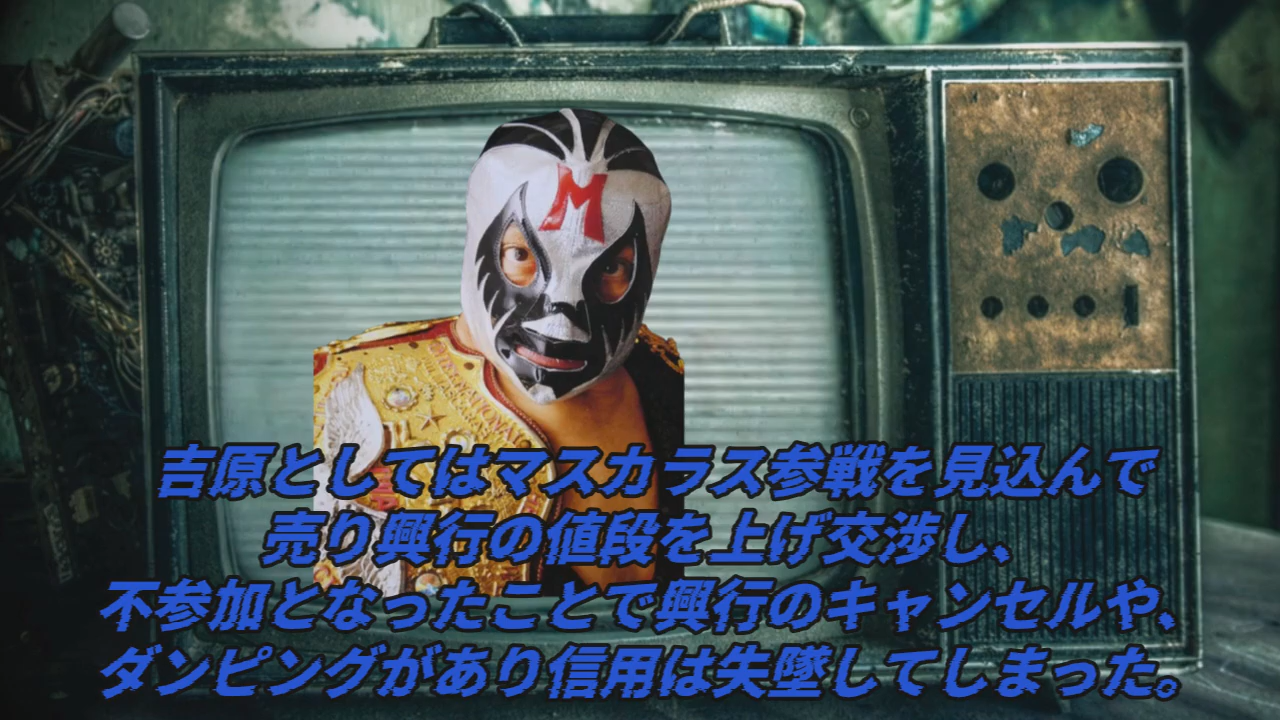 M
吉原としてはマスカラス参戦を見込んで
売り興行の値段を上げ交渉し、
不参加となったことで興行のキャンセルや、
ダンピングがあり信用は失墜してしまった。